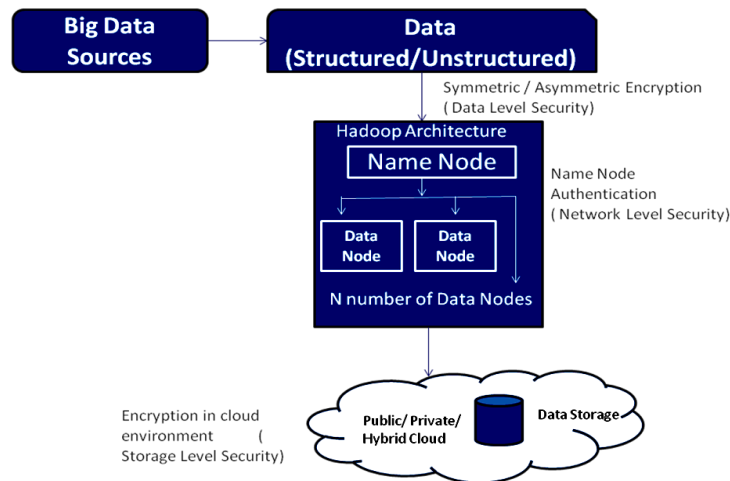 Big Data
Sources
Data
(Structured/Unstructured)
Symmetric / Asymmetric Encryption
( Data Level Security)
Hadoop Architecture
Name Node
Name Node
Authentication
( Network Level Security)
Data
Node
Data
Node
N number of Data Nodes
Encryption in cloud
environment (
Storage Level Security)
Public/ Private/
Hybrid Cloud
Data Storage